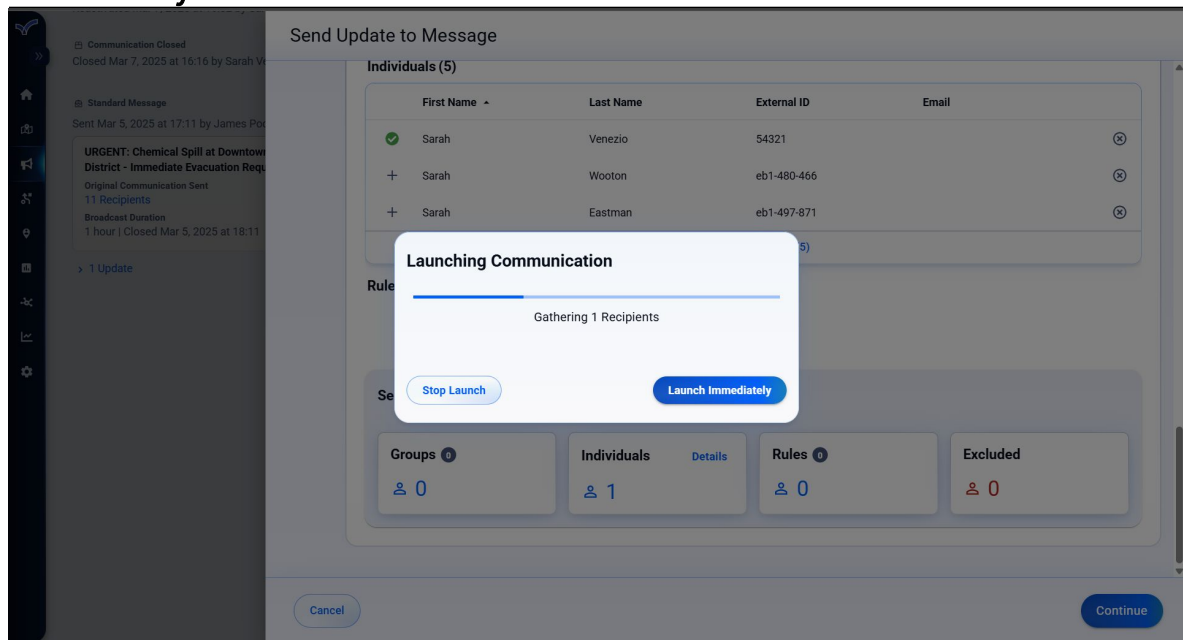 Send Update to Message
Communication Closed
Closed Mar 7, 2025 at 16:16 by Sarah
Standard Message
Sent Mar 5, 2025 at 17:11 by James
URGENT: Chemical Spill at Downtown
District - Immediate Evacuation
Original Communication Sent
11 Recipients
Broadcast Duration
1 hour | Closed Mar 5, 2025 at 18:11
1 Update
Individuals (5)
First Name Last Name External ID Email
Sarah Venezio 54321
Sarah Wooton eb1-480-466
Sarah Eastman eb1-497-871
5)
Rule
Launching Communication
Gathering 1 Recipients
Stop Launch Launch Immediately
Se
Groups 0 Individuals Details Rules 0 Excluded
0 1 0 0
Cancel Continue